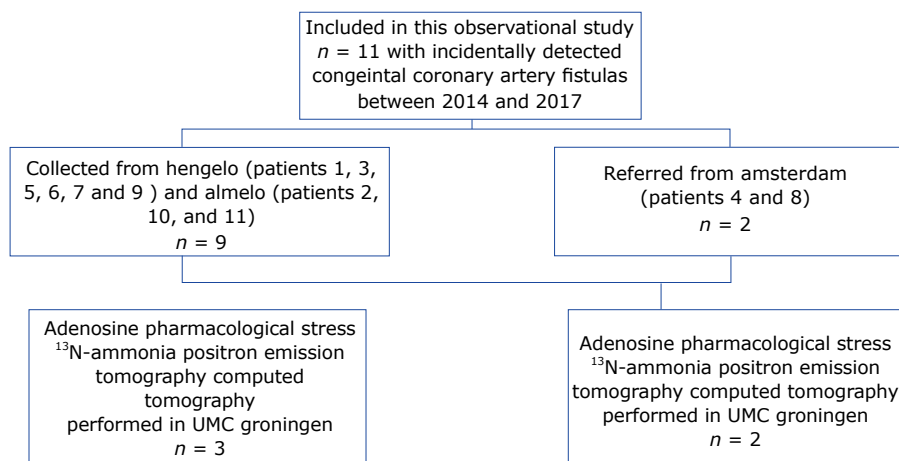 Included in this observational study
n = 11 with incidentally detected
congeintal coronary artery fistulas
between 2014 and 2017
Collected from hengelo (patients 1, 3,
5, 6, 7 and 9 ) and almelo (patients 2,
10, and 11)
n = 9
Referred from amsterdam
(patients 4 and 8)
n = 2
Adenosine pharmacological stress
¹³N-ammonia positron emission
tomography computed
tomography
performed in UMC groningen
n = 3
Adenosine pharmacological stress
¹³N-ammonia positron emission
tomography computed tomography
performed in UMC groningen
n = 2